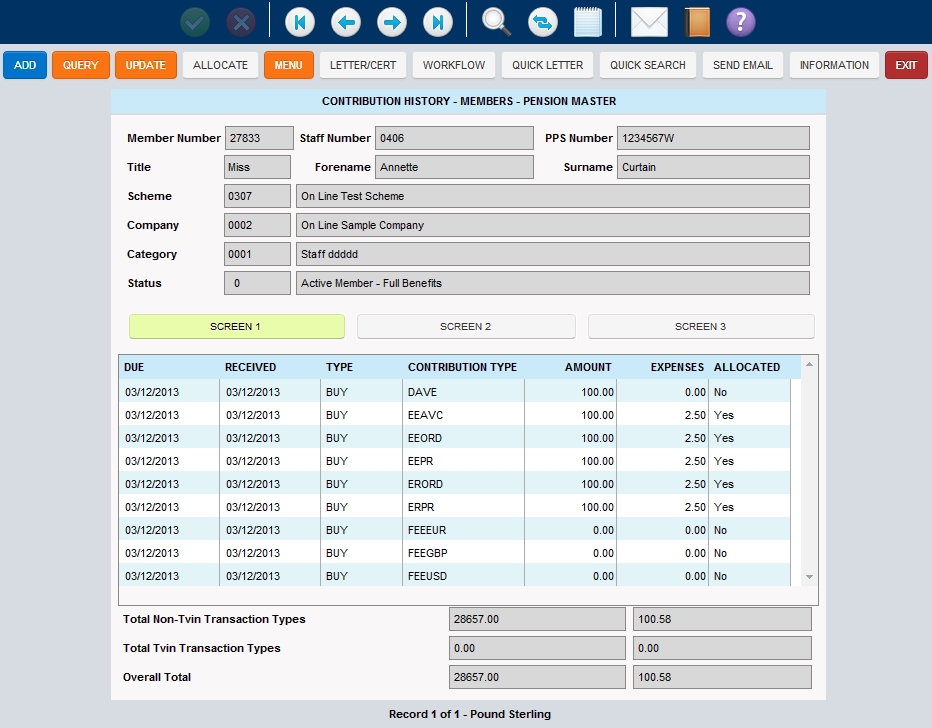 ?
ADD QUERY UPDATE ALLOCATE MENU LETTER/CERT WORKFLOW QUICK LETTER QUICK SEARCH SEND EMAIL INFORMATION EXIT
CONTRIBUTION HISTORY - MEMBERS - PENSION MASTER
Member Number 27833 Staff Number 0406 PPS Number 1234567W
Title Miss Forename Annette Surname Curtain
Scheme 0307 On Line Test Scheme
Company 0002 On Line Sample Company
Category 0001 Staff ddddd
Status 0 Active Member - Full Benefits
SCREEN 1 SCREEN 2 SCREEN 3
DUE RECEIVED TYPE CONTRIBUTION TYPE AMOUNT EXPENSES ALLOCATED
03/12/2013 03/12/2013 BUY DAVE 100.00 0.00 No
03/12/2013 03/12/2013 BUY EEAVC 100.00 2.50 Yes
03/12/2013 03/12/2013 BUY EEORD 100.00 2.50 Yes
03/12/2013 03/12/2013 BUY EEPR 100.00 2.50 Yes
03/12/2013 03/12/2013 BUY ERORD 100.00 2.50 Yes
03/12/2013 03/12/2013 BUY ERPR 100.00 2.50 Yes
03/12/2013 03/12/2013 BUY FEEEUR 0.00 0.00 No
03/12/2013 03/12/2013 BUY FEEGBP 0.00 0.00 No
03/12/2013 03/12/2013 BUY FEEUSD 0.00 0.00 No
Total Non-Tvin Transaction Types 28657.00 100.58
Total Tvin Transaction Types 0.00 0.00
Overall Total 28657.00 100.58
Record 1 of 1 - Pound Sterling